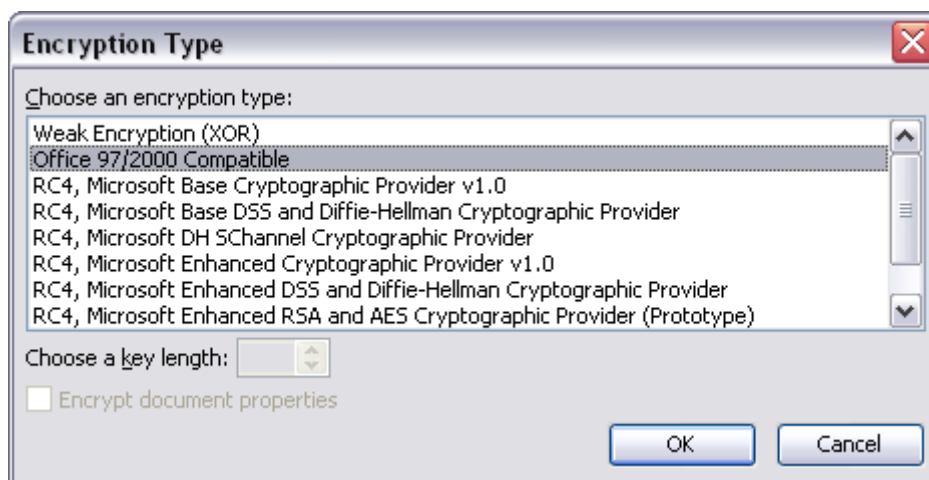 Encryption Type
Choose an encryption type:
Weak Encryption (XOR)
Office 97/2000 Compatible
RC4, Microsoft Base Cryptographic Provider v1.0
RC4, Microsoft Base DSS and Diffie-Hellman Cryptographic Provider
RC4, Microsoft DH SChannel Cryptographic Provider
RC4, Microsoft Enhanced Cryptographic Provider v1.0
RC4, Microsoft Enhanced DSS and Diffie-Hellman Cryptographic Provider
RC4, Microsoft Enhanced RSA and AES Cryptographic Provider (Prototype)
Choose a key length:
Encrypt document properties
OK Cancel